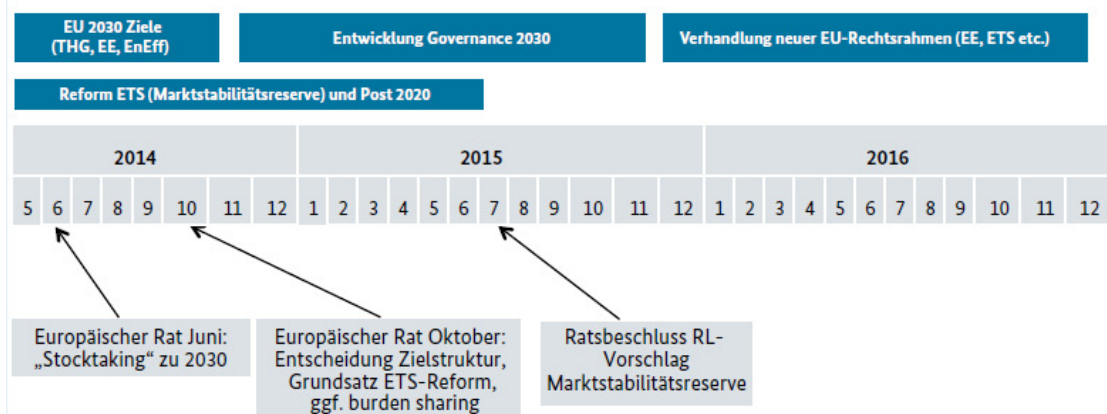 EU 2030 Ziele
(THG, EE, EnEff)
Entwicklung Governance 2030
Verhandlung neuer EU-Rechtsrahmen (EE, ETS etc.)
Reform ETS (Marktstabilitätsreserve) und Post 2020
2014 2015 2016
5 6 7 8 9 10 11 12 1 2 3 4 5 6 7 8 9 10 11 12 1 2 3 4 5 6 7 8 9 10 11 12
Europäischer Rat Juni:
„Stocktaking“ zu 2030
Europäischer Rat Oktober:
Entscheidung Zielstruktur,
Grundsatz ETS-Reform,
ggf. burden sharing
Ratsbeschluss RL-
Vorschlag
Marktstabilitätsreserve